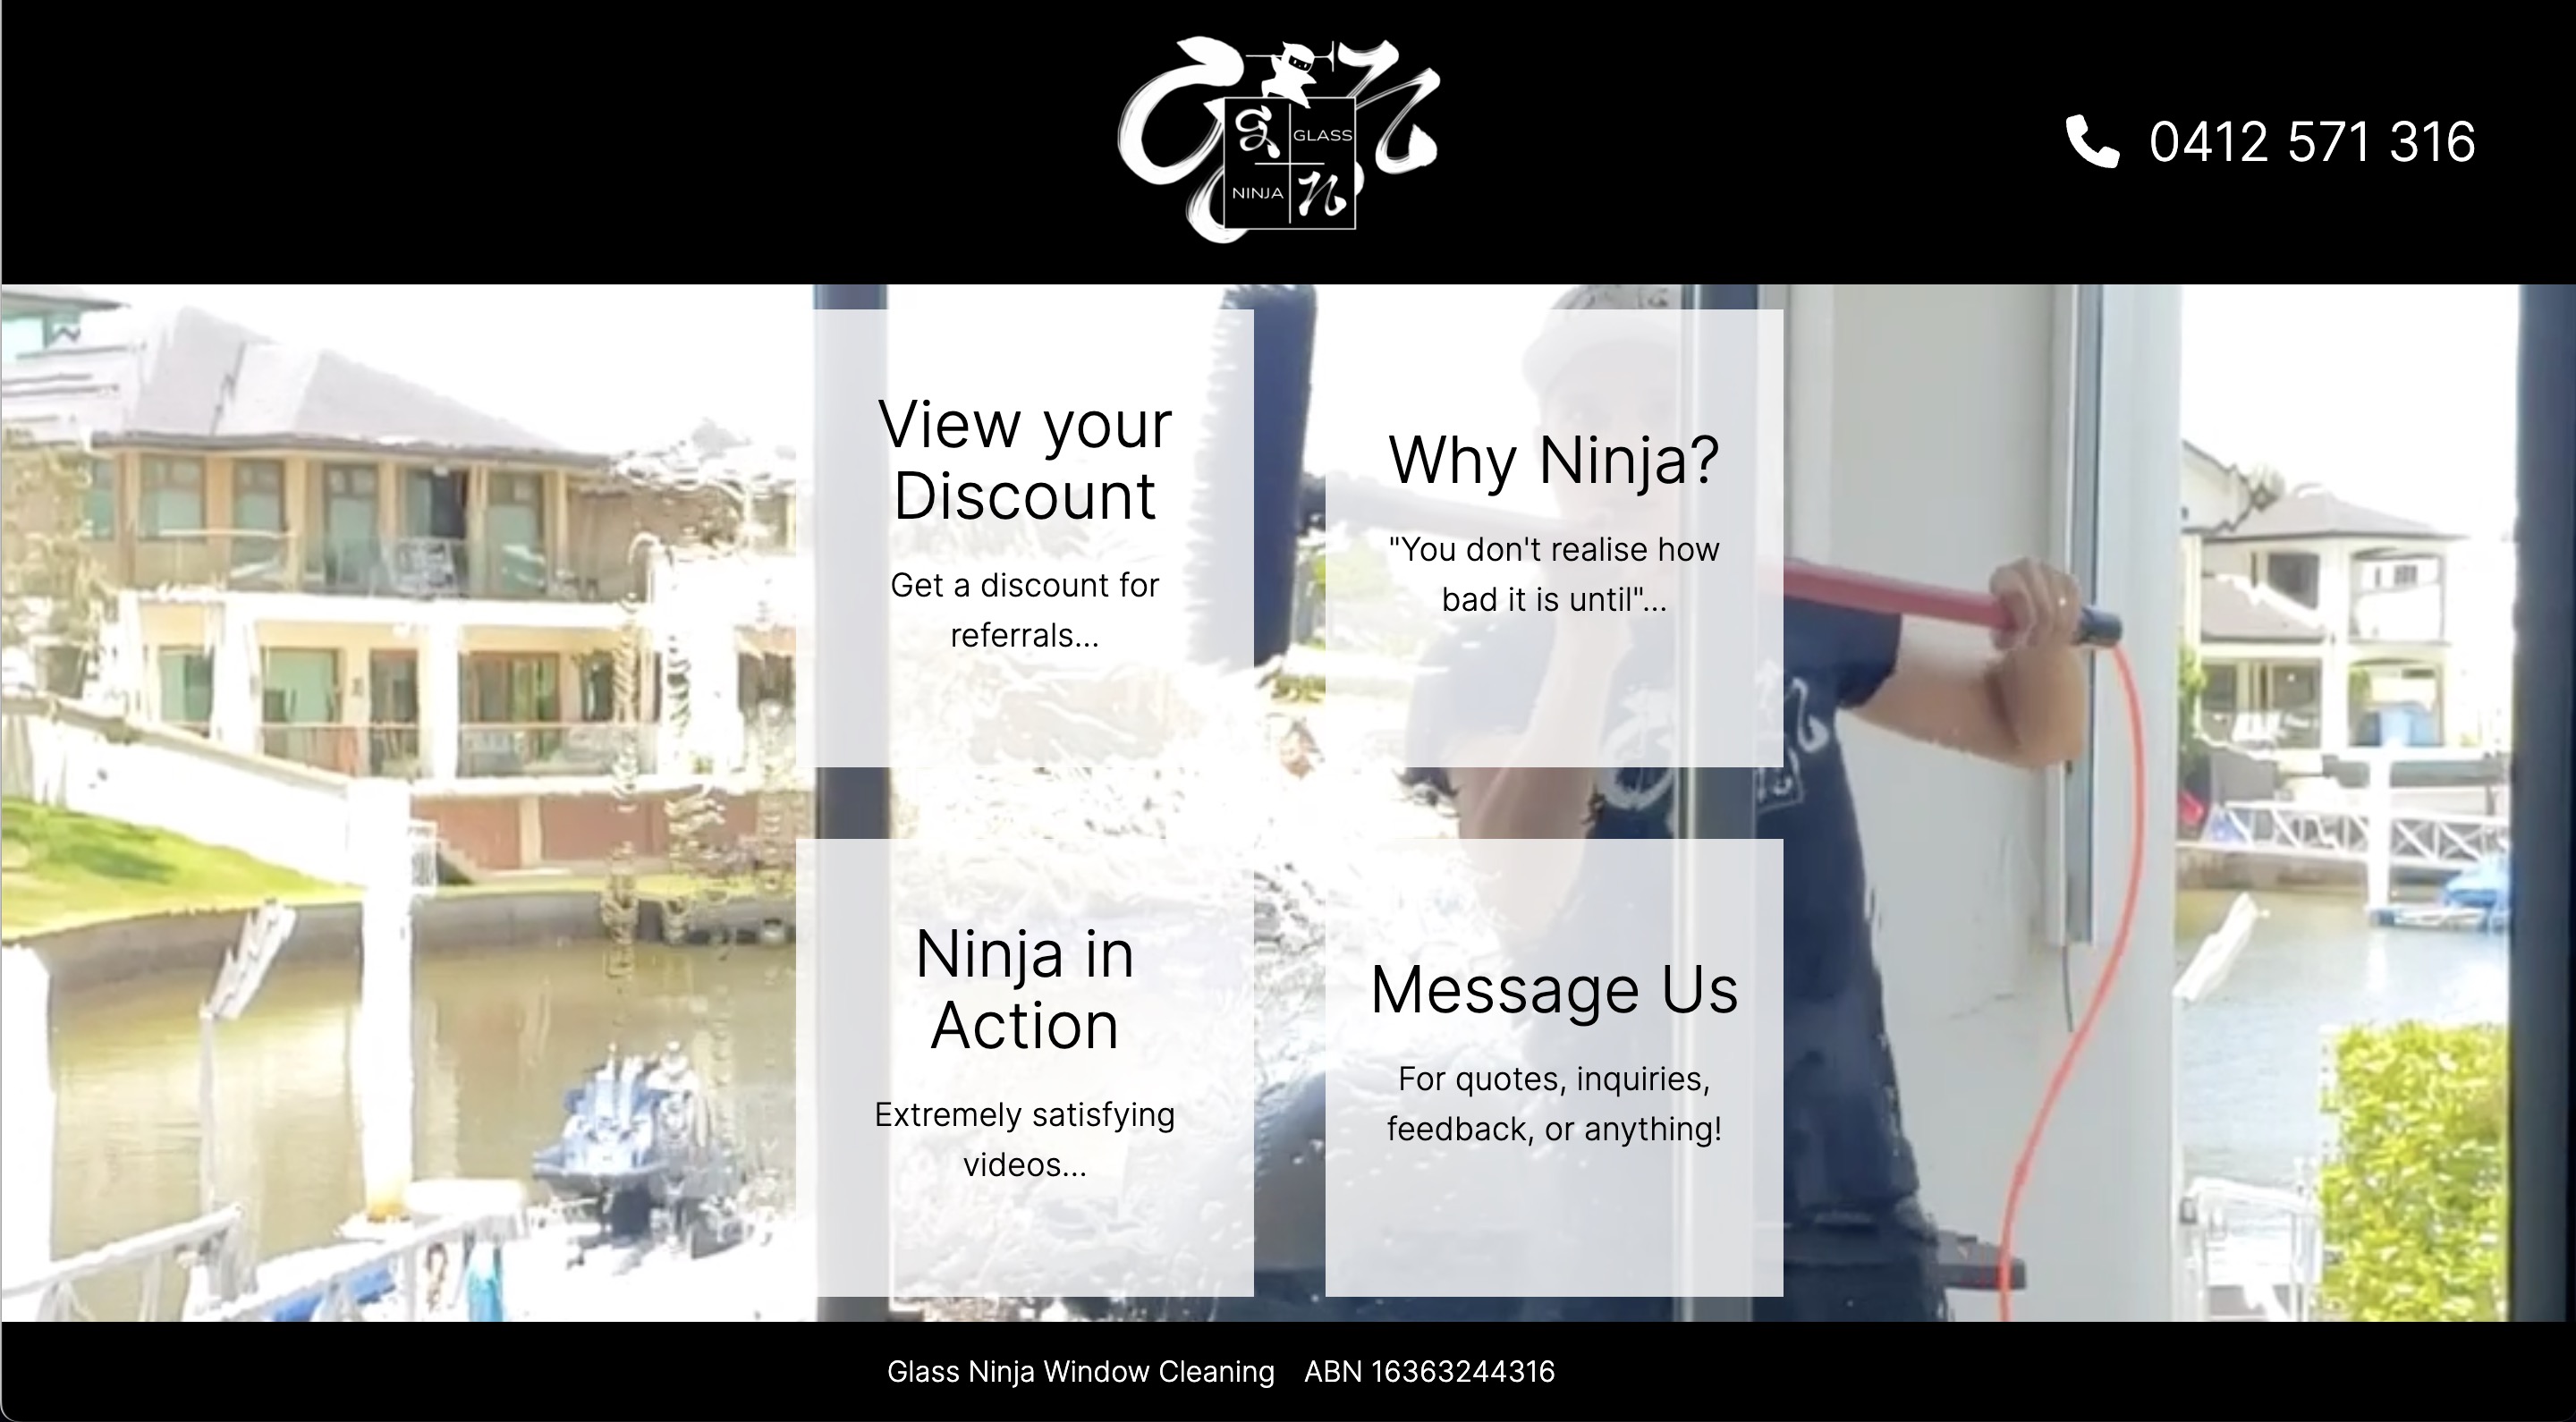 GLASS
NINJA
0412 571 316
View your
Discount
Get a discount for
referrals...
Why Ninja?
"You don't realise how
bad it is until"...
Ninja in
Action
Extremely satisfying
videos...
Message Us
For quotes, inquiries,
feedback, or anything!
Glass Ninja Window Cleaning ABN 16363244316